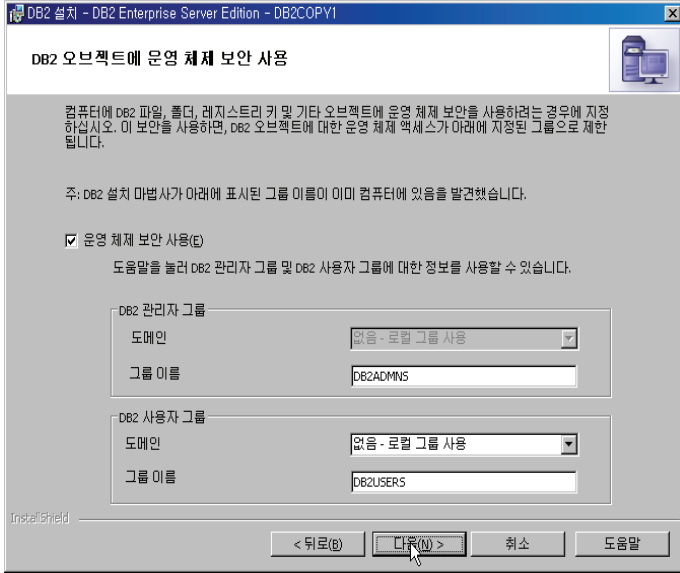 DB2 설치 - DB2 Enterprise Server Edition - DB2COPY1
DB2 오브젝트에 운영 체제 보안 사용
컴퓨터에 DB2 파일, 폴더, 레지스트리 키 및 기타 오브젝트에 운영 체제 보안을 사용하려는 경우에 지정
하십시오. 이 보안을 사용하면, DB2 오브젝트에 대한 운영 체제 액세스가 아래에 지정된 그룹으로 제한
됩니다.
주: DB2 설치 마법사가 아래에 표시된 그룹 이름이 이미 컴퓨터에 있음을 발견했습니다.
운영 체제 보안 사용(E)
도움말을 눌러 DB2 관리자 그룹 및 DB2 사용자 그룹에 대한 정보를 사용할 수 있습니다.
DB2 관리자 그룹
도메인 없음 - 로컬 그룹 사용
그룹 이름 DB2ADMNS
DB2 사용자 그룹
도메인 없음 - 로컬 그룹 사용
그룹 이름 DB2USERS
InstallShield
< 뒤로(B) 다음(N) > 취소 도움말